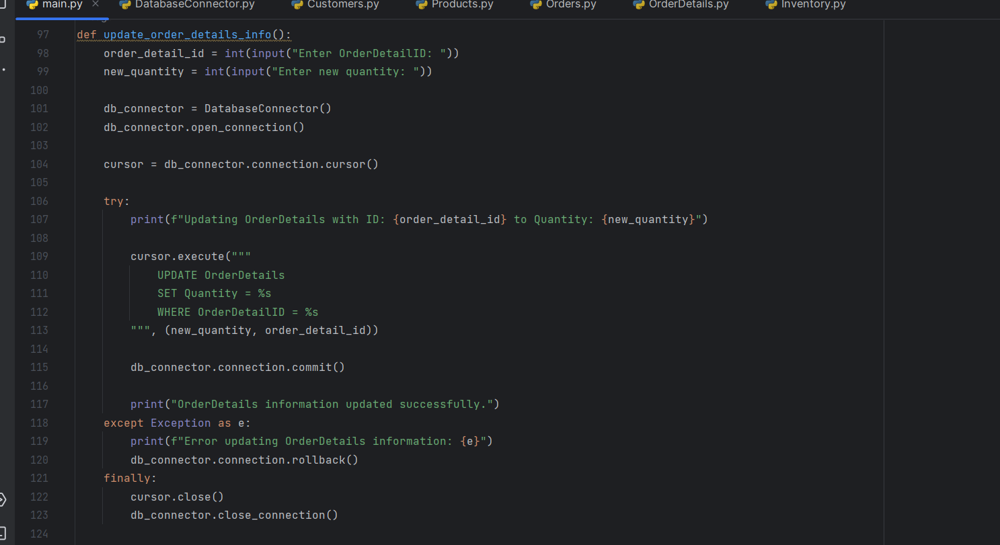 main.py DatabaseConnector.py Customers.py Products.py Orders.py OrderDetails.py Inventory.py
97 def update_order_details_info():
98 order_detail_id = int(input("Enter OrderDetailID: "))
99 new_quantity = int(input("Enter new quantity: "))
100
101 db_connector = DatabaseConnector()
102 db_connector.open_connection()
103
104 cursor = db_connector.connection.cursor()
105
106 try:
107 print(f"Updating OrderDetails with ID: {order_detail_id} to Quantity: {new_quantity}")
108
109 cursor.execute("""
110 UPDATE OrderDetails
111 SET Quantity = %s
112 WHERE OrderDetailID = %s
113 """, (new_quantity, order_detail_id))
114
115 db_connector.connection.commit()
116
117 print("OrderDetails information updated successfully.")
118 except Exception as e:
119 print(f"Error updating OrderDetails information: {e}")
120 db_connector.connection.rollback()
121 finally:
122 cursor.close()
123 db_connector.close_connection()
124